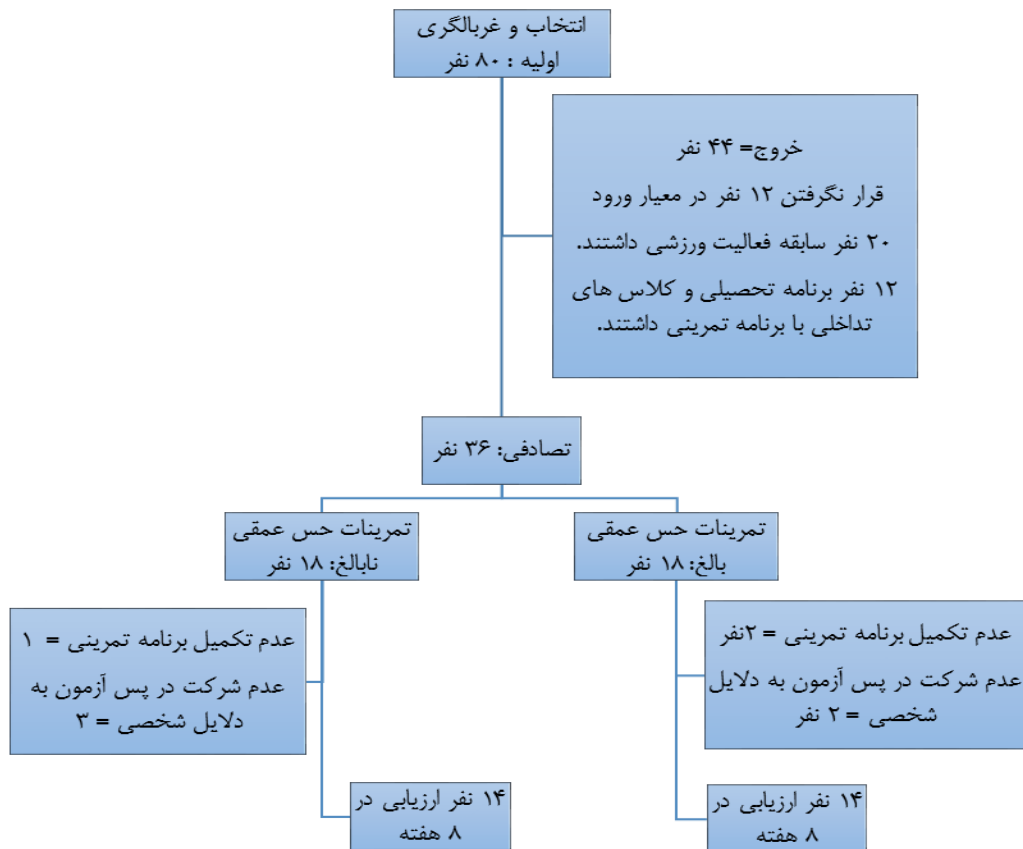 انتخاب و غربالگری
اولیه : ۸۰ نفر
خروج= ۴۴ نفر
قرار نگرفتن ۱۲ نفر در معیار ورود
۲۰ نفر سابقه فعالیت ورزشی داشتند.
۱۲ نفر برنامه تحصیلی و کلاس های
تداخلی با برنامه تمرینی داشتند.
تصادفی: ۳۶ نفر
تمرینات حس عمقی
بالغ: ۱۸ نفر
تمرینات حس عمقی
نابالغ: ۱۸ نفر
عدم تکمیل برنامه تمرینی = ۲نفر
عدم شرکت در پس آزمون به دلایل
شخصی = ۲ نفر
عدم تکمیل برنامه تمرینی = ۱
عدم شرکت در پس آزمون به
دلایل شخصی = ۳
۱۴ نفر ارزیابی در
۸ هفته
۱۴ نفر ارزیابی در
۸ هفته